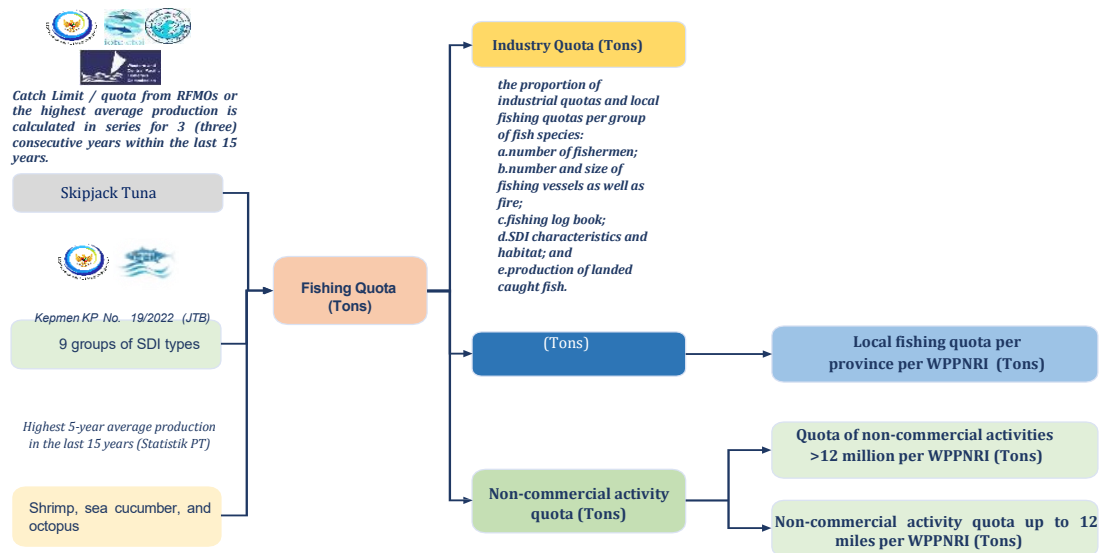 iotc-ctoi
Western and
Central Pacific
Fisheries
Commission
Catch Limit / quota from RFMOs or
the highest average production is
calculated in series for 3 (three)
consecutive years within the last 15
years.
Skipjack Tuna
Kepmen KP No. 19/2022 (JTB)
9 groups of SDI types
Highest 5-year average production
in the last 15 years (Statistik PT)
Shrimp, sea cucumber, and
octopus
Fishing Quota
(Tons)
Industry Quota (Tons)
the proportion of
industrial quotas and local
fishing quotas per group
of fish species:
a.number of fishermen;
b.number and size of
fishing vessels as well as
fire;
c.fishing log book;
d.SDI characteristics and
habitat; and
e.production of landed
caught fish.
(Tons)
Local fishing quota per
province per WPPNRI (Tons)
Non-commercial activity
quota (Tons)
Quota of non-commercial activities
>12 million per WPPNRI (Tons)
Non-commercial activity quota up to 12
miles per WPPNRI (Tons)